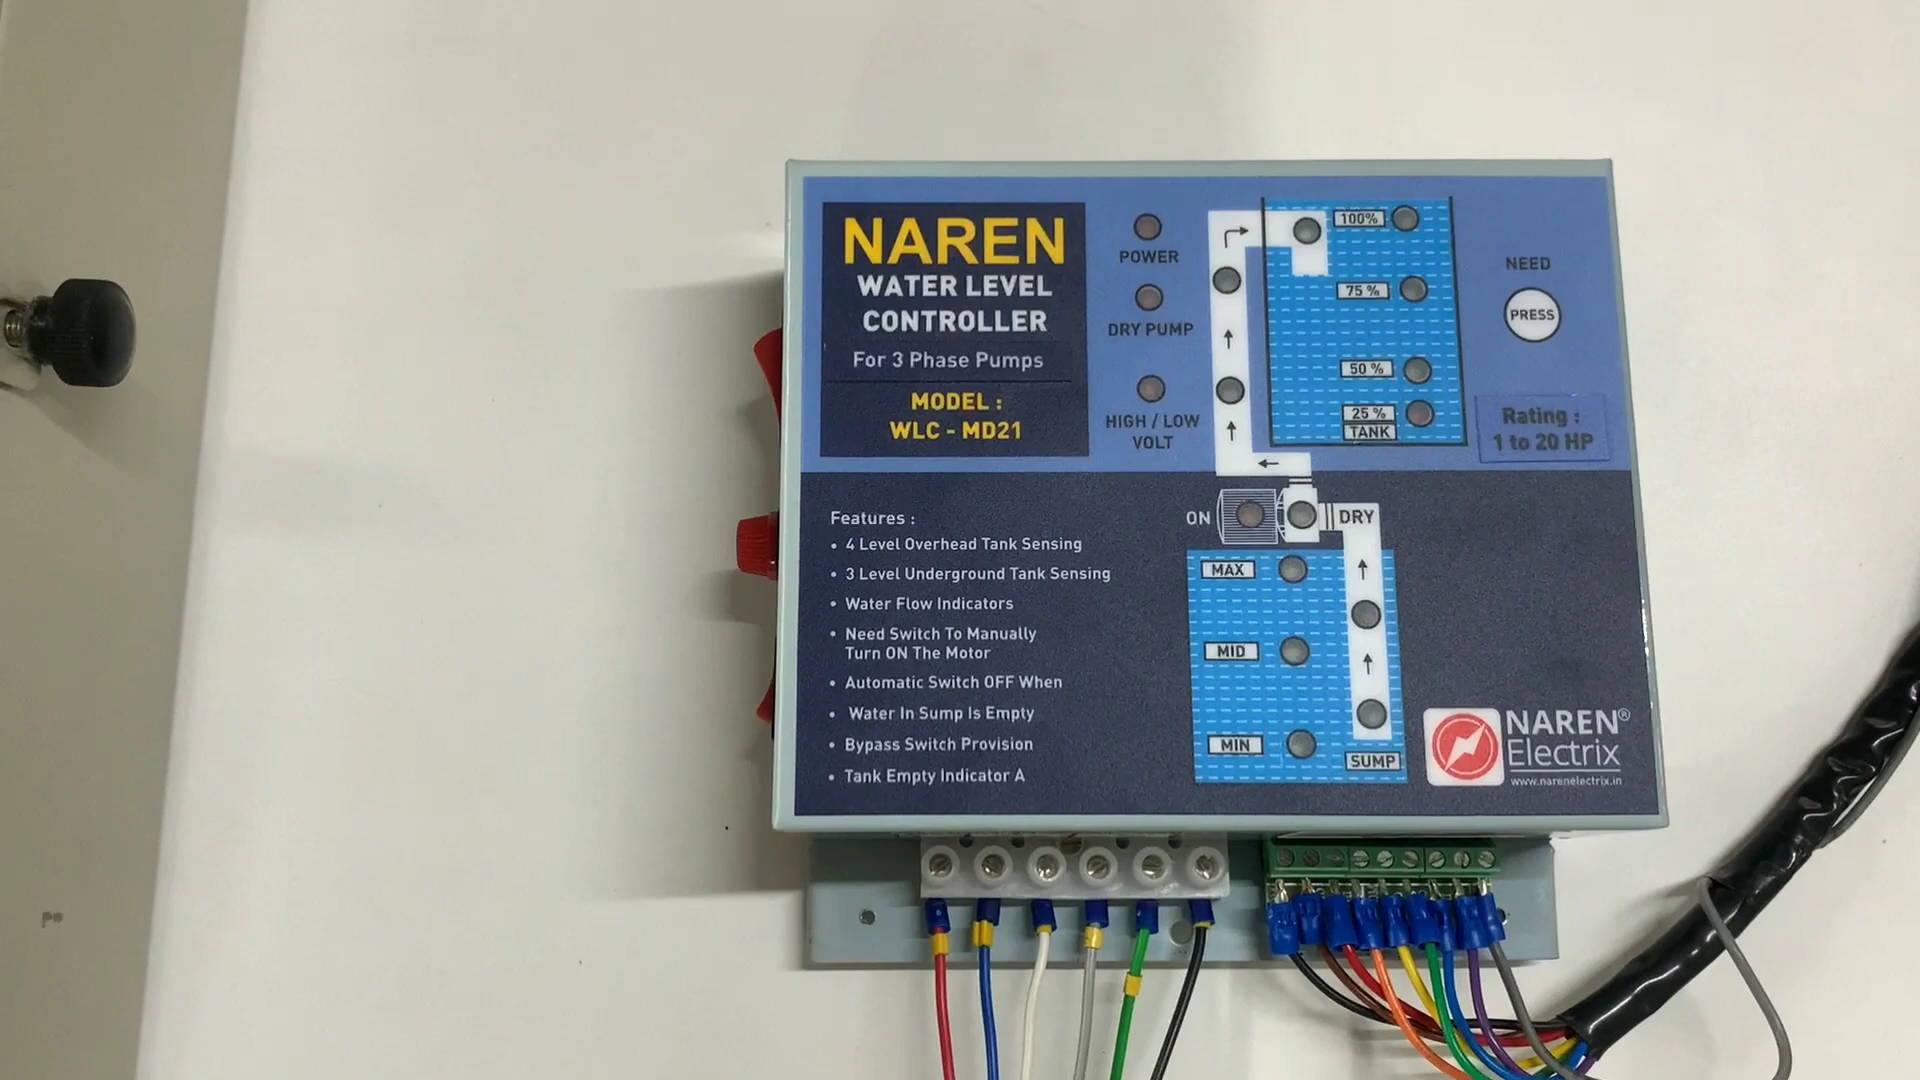 NAREN
WATER LEVEL
CONTROLLER
For 3 Phase Pumps
MODEL :
WLC - MD21
POWER
DRY PUMP
HIGH / LOW
VOLT
100%
75 %
50 %
25 %
TANK
NEED
PRESS
Rating :
1 to 20 HP
Features :
• 4 Level Overhead Tank Sensing
• 3 Level Underground Tank Sensing
• Water Flow Indicators
• Need Switch To Manually
Turn ON The Motor
• Automatic Switch OFF When
• Water In Sump Is Empty
• Bypass Switch Provision
• Tank Empty Indicator A
ON
DRY
MAX
MID
MIN
SUMP
NAREN®
Electrix
www.narenelectrix.in